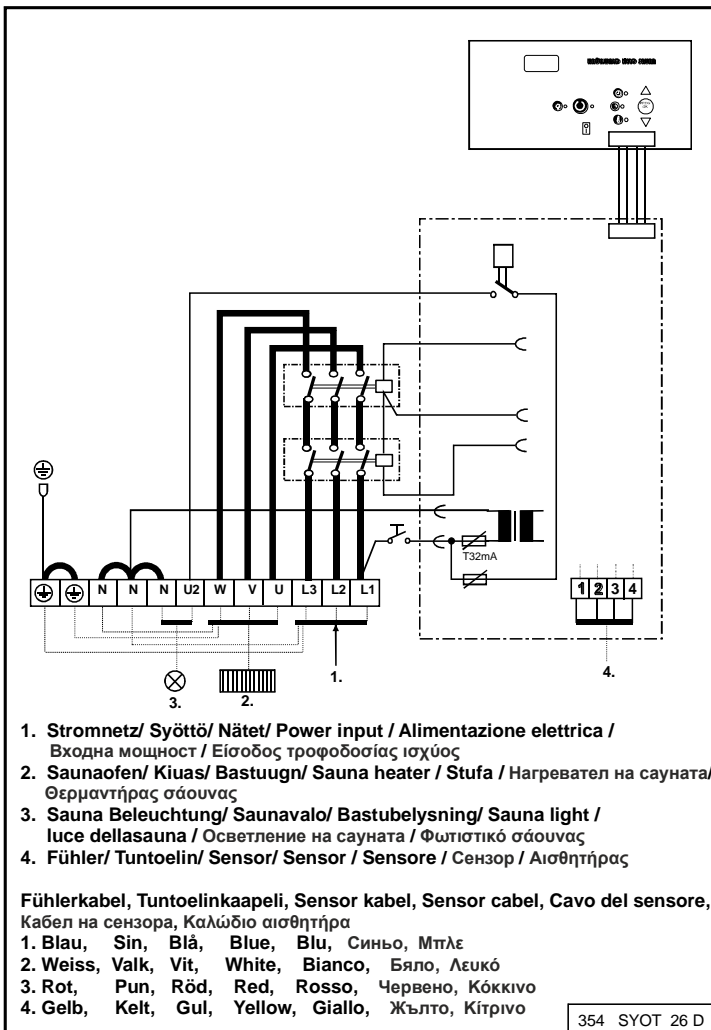 T32mA
N N N U2 W V U L3 L2 L1
1 2 3 4
3. 2. 1. 4.
1. Stromnetz/ Syöttö/ Nätet/ Power input / Alimentazione elettrica /
Входна мощност / Είσοδος τροφοδοσίας ισχύος
2. Saunaofen/ Kiuas/ Bastuugn/ Sauna heater / Stufa / Нагревател на сауната/
Θερμαντήρας σάουνας
3. Sauna Beleuchtung/ Saunavalo/ Bastubelysning/ Sauna light /
luce dellasauna / Осветление на сауната / Φωτιστικό σάουνας
4. Fühler/ Tuntoelin/ Sensor/ Sensor / Sensore / Сензор / Αισθητήρας
Fühlerkabel, Tuntoelinkaapeli, Sensor kabel, Sensor cabel, Cavo del sensore,
Кабел на сензора, Καλώδιο αισθητήρα
1. Blau, Sin, Blå, Blue, Blu, Синьо, Μπλε
2. Weiss, Valk, Vit, White, Bianco, Бяло, Λευκό
3. Rot, Pun, Röd, Red, Rosso, Червено, Κόκκινο
4. Gelb, Kelt, Gul, Yellow, Giallo, Жълто, Κίτρινο
354 SYOT 26 D